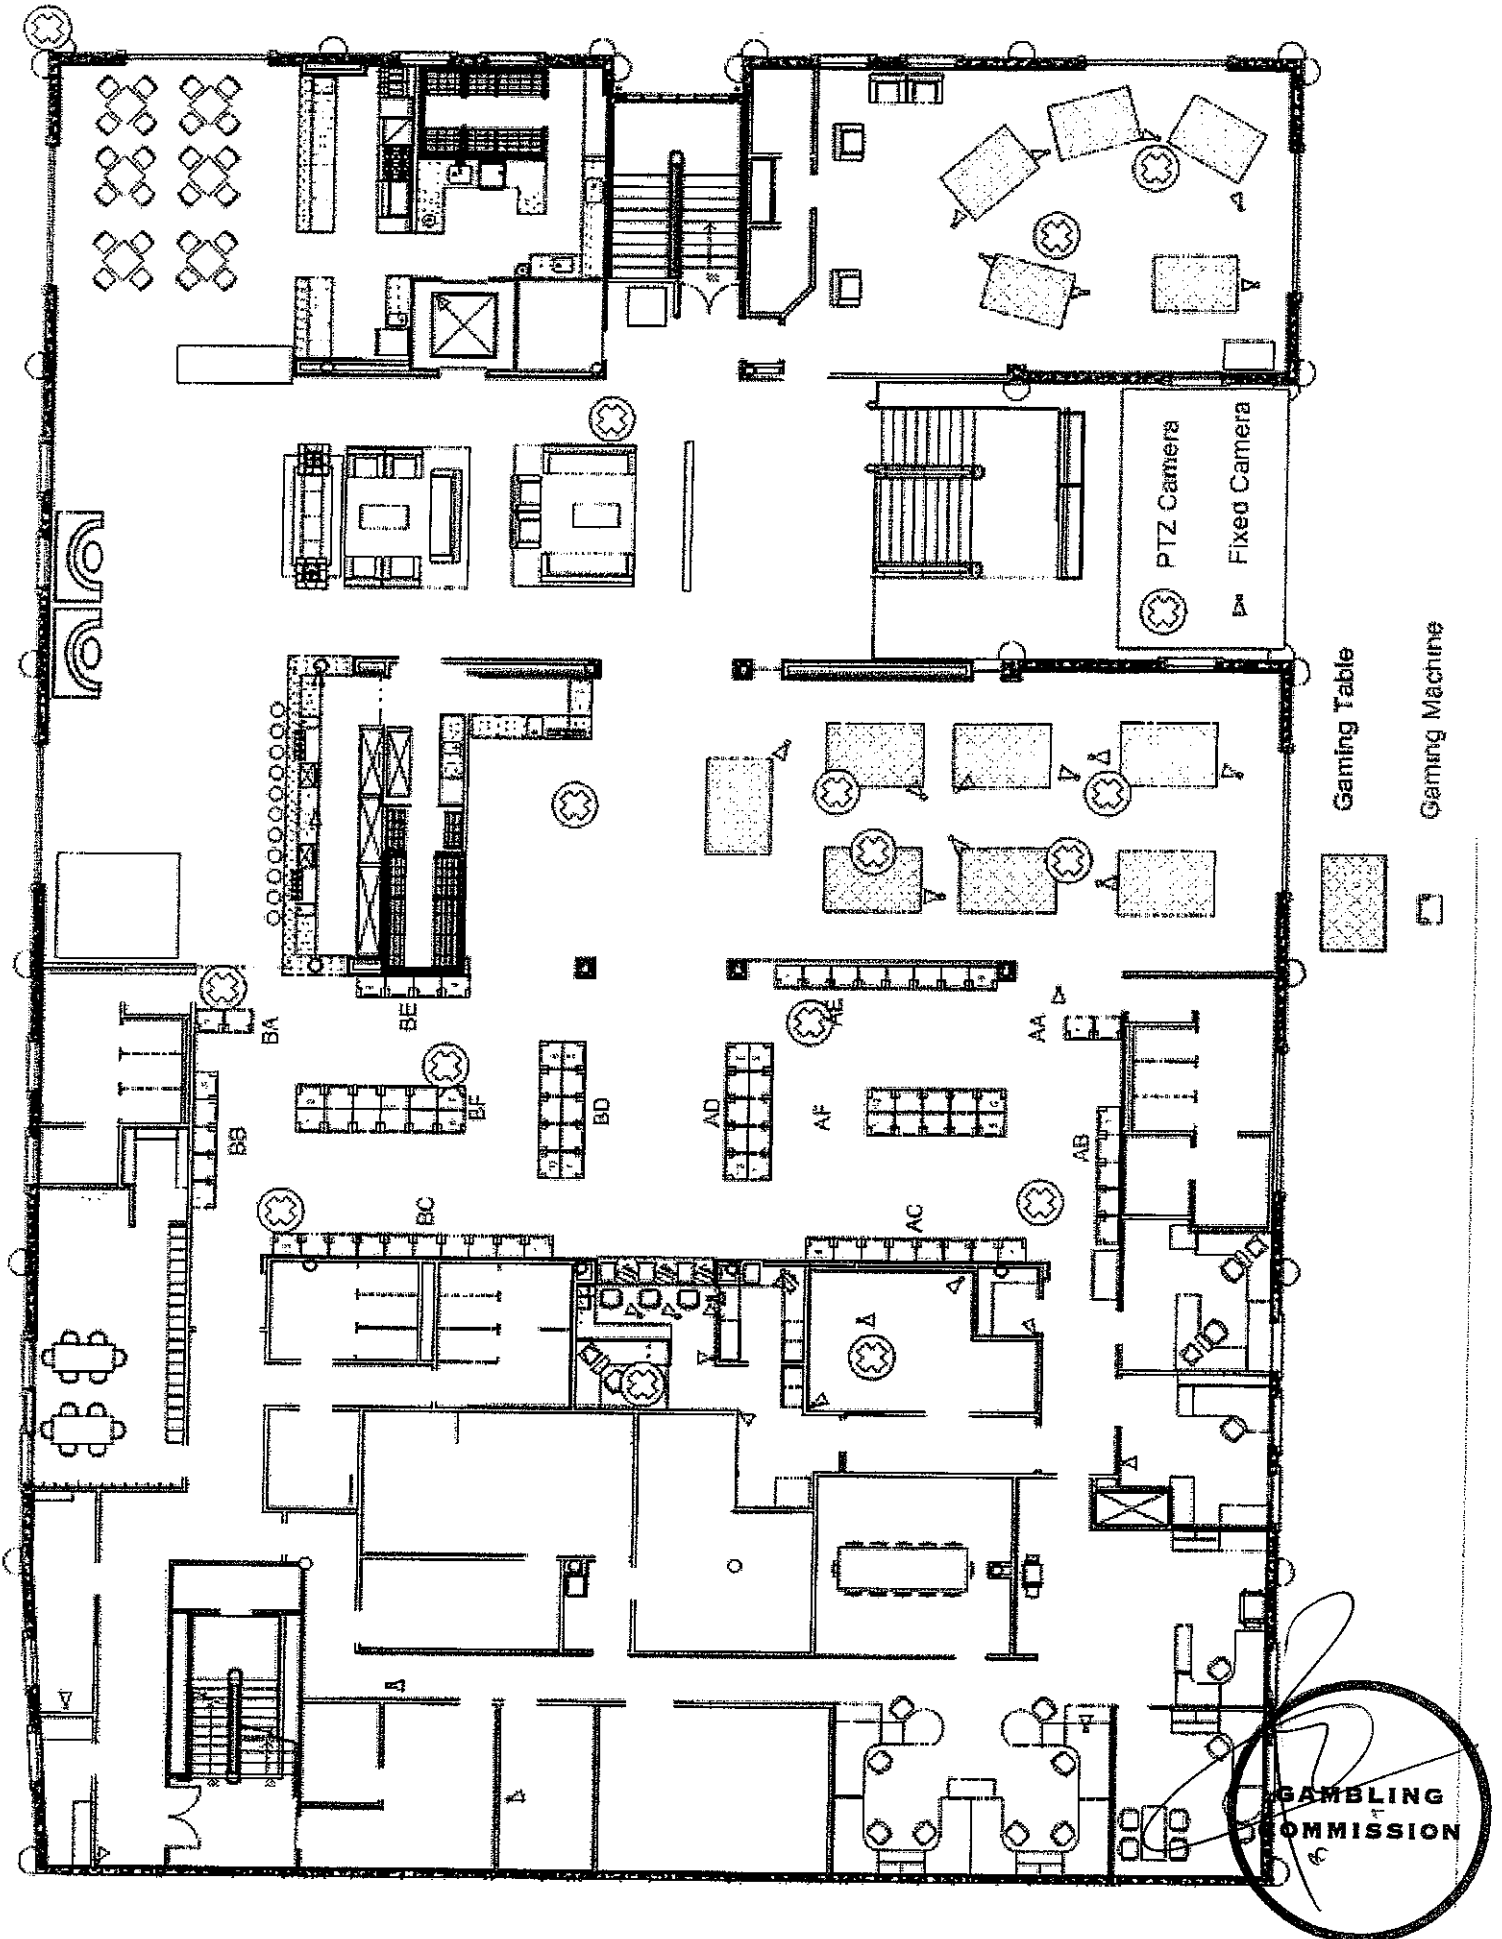 PTZ Camera
Fixed Camera
Gaming Table
Gaming Machine
BA
BE
AE
AA
BF
BD
AD
AF
BB
AB
BC
AC
GAMBLING
COMMISSION